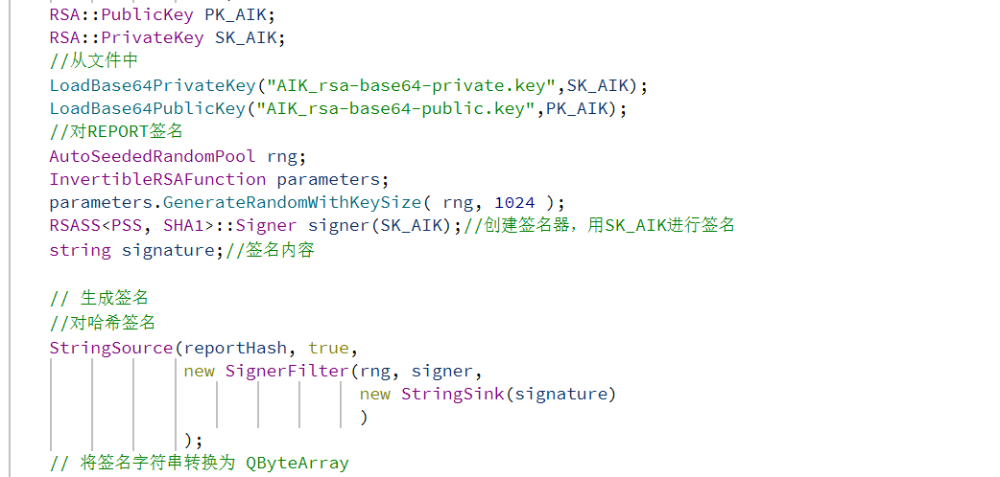 RSA::PublicKey PK_AIK;
RSA::PrivateKey SK_AIK;
//从文件中
LoadBase64PrivateKey("AIK_rsa-base64-private.key",SK_AIK);
LoadBase64PublicKey("AIK_rsa-base64-public.key",PK_AIK);
//对REPORT签名
AutoSeededRandomPool rng;
InvertibleRSAFunction parameters;
parameters.GenerateRandomWithKeySize( rng, 1024 );
RSASS<PSS, SHA1>::Signer signer(SK_AIK);//创建签名器，用SK_AIK进行签名
string signature;//签名内容
// 生成签名
//对哈希签名
StringSource(reportHash, true,
new SignerFilter(rng, signer,
new StringSink(signature)
)
);
// 将签名字符串转换为 QByteArray